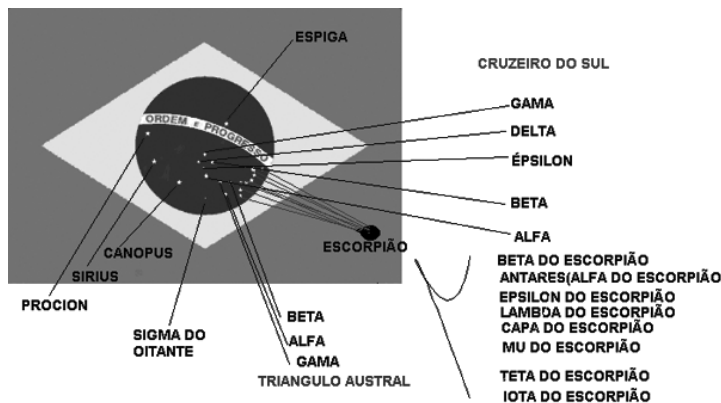 ESPIGA
CRUZEIRO DO SUL
GAMA
DELTA
ÉPSILON
BETA
ALFA
ORDEM E PROGRESSO
ESCORPIÃO
CANOPUS
SIRIUS
PROCION
SIGMA DO
OITANTE
BETA
ALFA
GAMA
TRIANGULO AUSTRAL
BETA DO ESCORPIÃO
ANTARES(ALFA DO ESCORPIÃO
EPSILON DO ESCORPIÃO
LAMBDA DO ESCORPIÃO
CAPA DO ESCORPIÃO
MU DO ESCORPIÃO
TETA DO ESCORPIÃO
IOTA DO ESCORPIÃO